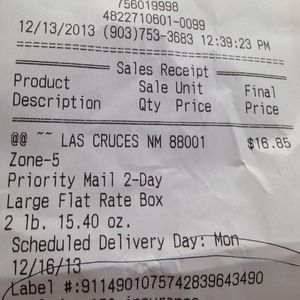 756019998
4822710601-0099
12/13/2013 (903)753-3683 12:39:23 PM
Sales Receipt
Product Sale Unit Final
Description Qty Price Price
@@ ~~ LAS CRUCES NM 88001 $16.85
Zone-5
Priority Mail 2-Day
Large Flat Rate Box
2 lb. 15.40 oz.
Scheduled Delivery Day: Mon
12/16/13
Label #:9114901075742839643490
insurance